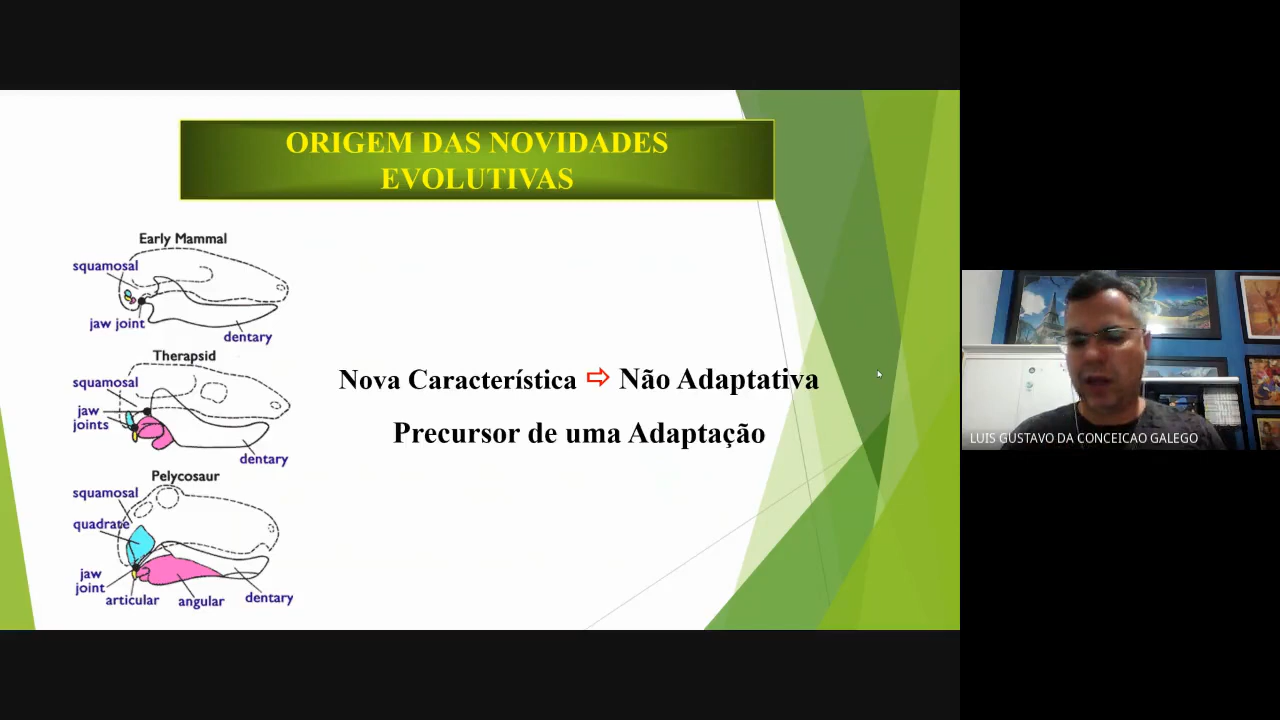 ORIGEM DAS NOVIDADES
EVOLUTIVAS
Early Mammal
squamosal
jaw joint
dentary
Therapsid
squamosal
jaw
joints
dentary
Pelycosaur
squamosal
quadrate
jaw
joint
articular
angular
dentary
Nova Característica ⇨ Não Adaptativa
Precursor de uma Adaptação
LUIS GUSTAVO DA CONCEICAO GALEGO